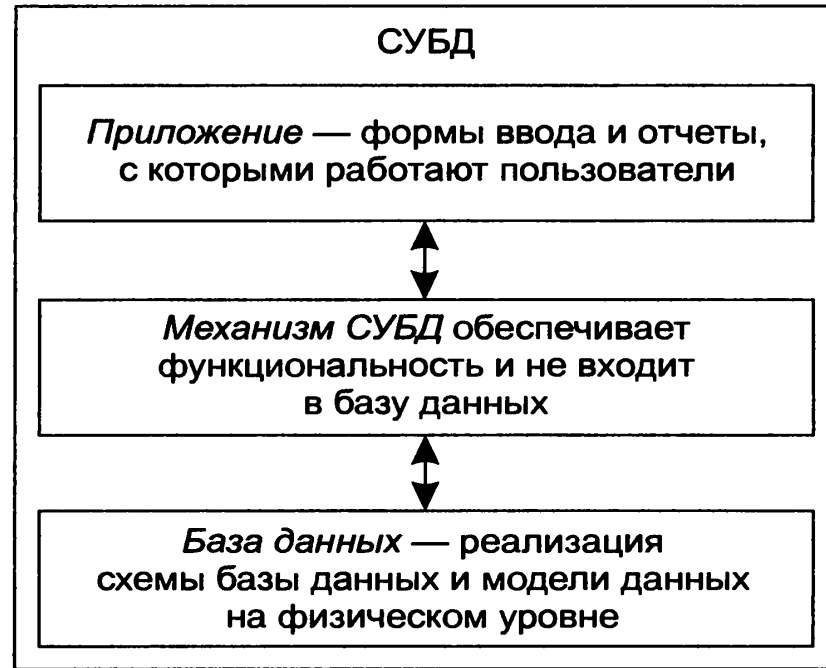 СУБД
Приложение — формы ввода и отчеты,
с которыми работают пользователи
Механизм СУБД обеспечивает
функциональность и не входит
в базу данных
База данных — реализация
схемы базы данных и модели данных
на физическом уровне